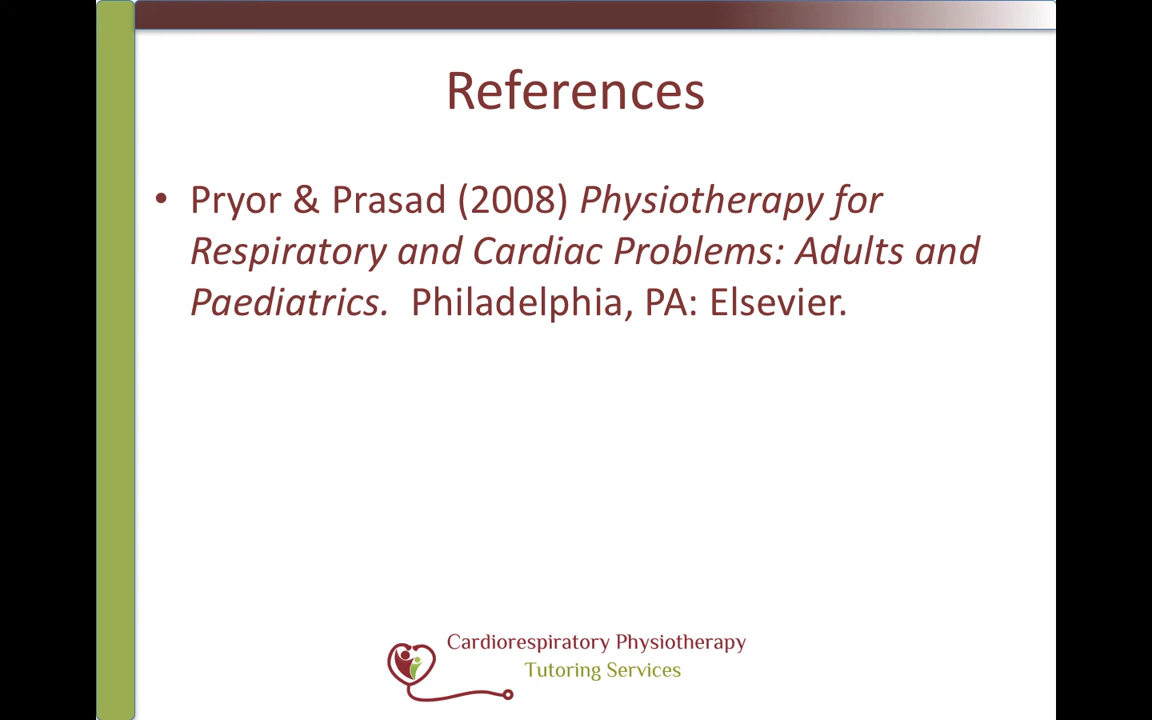 References
• Pryor & Prasad (2008) Physiotherapy for
Respiratory and Cardiac Problems: Adults and
Paediatrics.  Philadelphia, PA: Elsevier.
Cardiorespiratory Physiotherapy
Tutoring Services